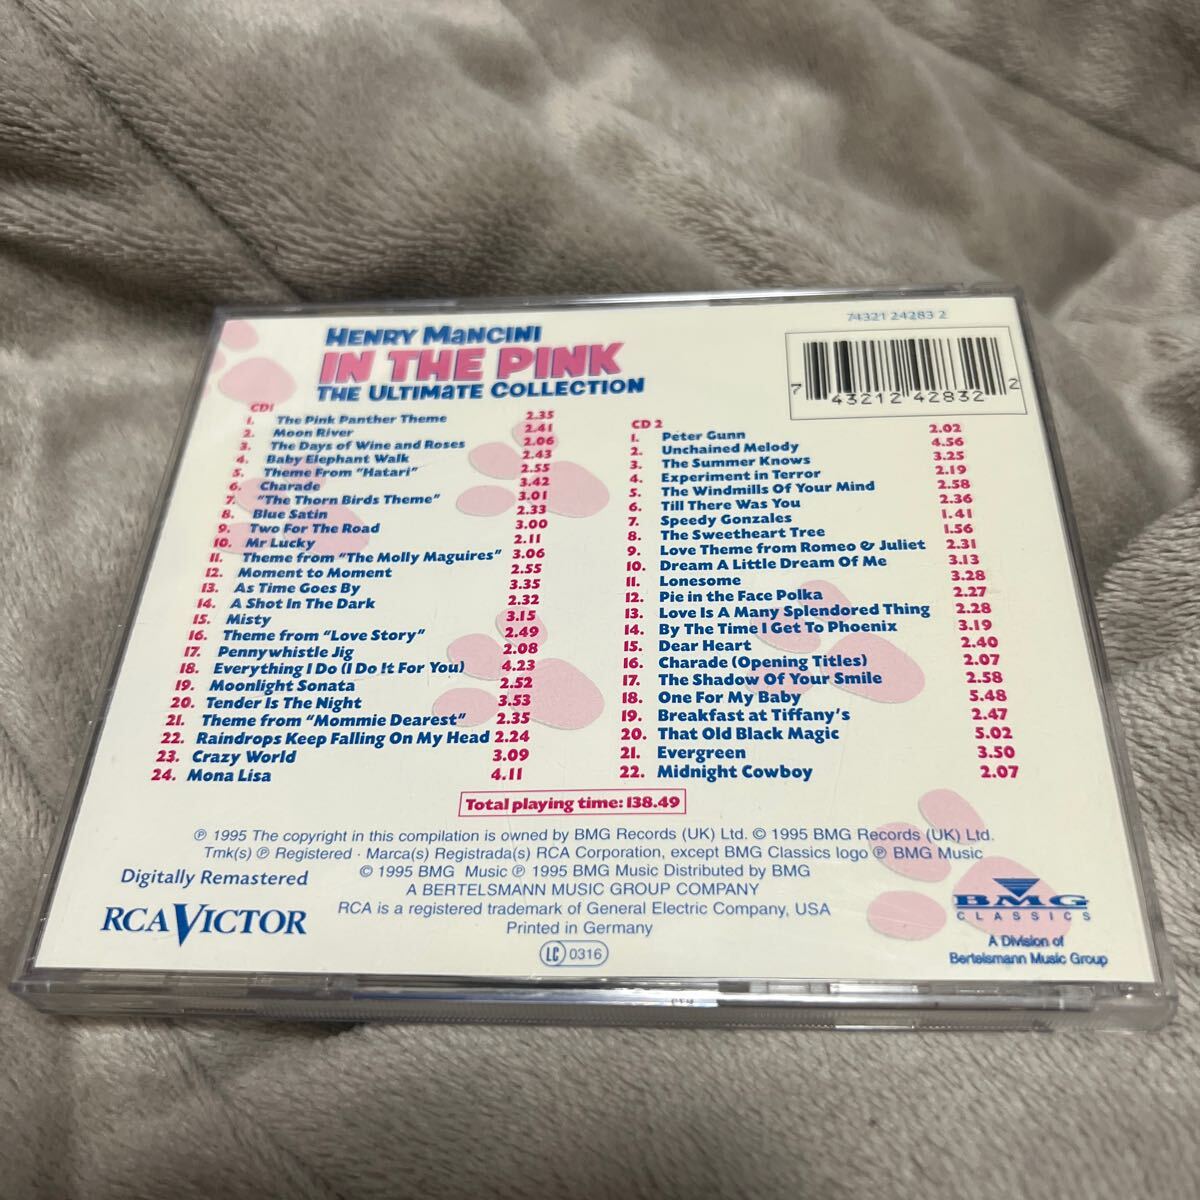 HENRY MANCINI
IN THE PINK
THE ULTIMATE COLLECTION
74321 24283 2
7 43212 42832 2
CD1
1. The Pink Panther Theme 2.35
2. Moon River 2.41
3. The Days of Wine and Roses 2.06
4. Baby Elephant Walk 2.43
5. Theme From "Hatari" 2.55
6. Charade 3.42
7. "The Thorn Birds Theme" 3.01
8. Blue Satin 2.33
9. Two For The Road 3.00
10. Mr Lucky 2.11
11. Theme from "The Molly Maguires" 3.06
12. Moment to Moment 2.55
13. As Time Goes By 3.35
14. A Shot In The Dark 2.32
15. Misty 3.15
16. Theme from "Love Story" 2.49
17. Pennywhistle Jig 2.08
18. Everything I Do (I Do It For You) 4.23
19. Moonlight Sonata 2.52
20. Tender Is The Night 3.53
21. Theme from "Mommie Dearest" 2.35
22. Raindrops Keep Falling On My Head 2.24
23. Crazy World 3.09
24. Mona Lisa 4.11
CD 2
1. Peter Gunn 2.02
2. Unchained Melody 4.56
3. The Summer Knows 3.25
4. Experiment in Terror 2.19
5. The Windmills Of Your Mind 2.58
6. Till There Was You 2.36
7. Speedy Gonzales 1.41
8. The Sweetheart Tree 1.56
9. Love Theme from Romeo & Juliet 2.31
10. Dream A Little Dream Of Me 3.13
11. Lonesome 3.28
12. Pie in the Face Polka 2.27
13. Love Is A Many Splendored Thing 2.28
14. By The Time I Get To Phoenix 3.19
15. Dear Heart 2.40
16. Charade (Opening Titles) 2.07
17. The Shadow Of Your Smile 2.58
18. One For My Baby 5.48
19. Breakfast at Tiffany's 2.47
20. That Old Black Magic 5.02
21. Evergreen 3.50
22. Midnight Cowboy 2.07
Total playing time: 138.49
℗ 1995 The copyright in this compilation is owned by BMG Records (UK) Ltd. © 1995 BMG Records (UK) Ltd.
Tmk(s) ℗ Registered · Marca(s) Registrada(s) RCA Corporation, except BMG Classics logo ℗ BMG Music
© 1995 BMG Music ℗ 1995 BMG Music Distributed by BMG
A BERTELSMANN MUSIC GROUP COMPANY
RCA is a registered trademark of General Electric Company, USA
Printed in Germany
LC 0316
Digitally Remastered
RCA VICTOR
BMG
CLASSICS
A Division of
Bertelsmann Music Group